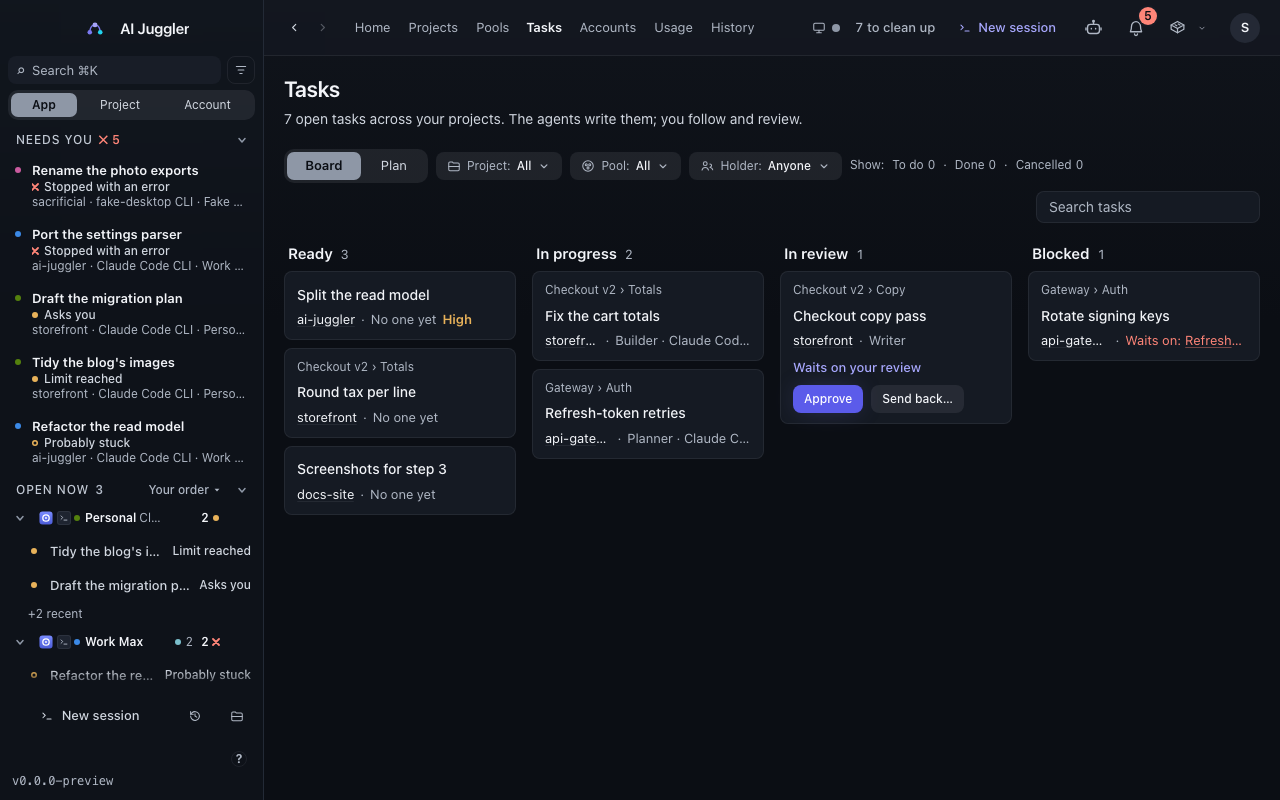 AI Juggler
Search ⌘K
App Project Account
NEEDS YOU 5
Rename the photo exports
Stopped with an error
sacrificial · fake-desktop CLI · Fake ...
Port the settings parser
Stopped with an error
ai-juggler · Claude Code CLI · Work ...
Draft the migration plan
Asks you
storefront · Claude Code CLI · Perso...
Tidy the blog's images
Limit reached
storefront · Claude Code CLI · Perso...
Refactor the read model
Probably stuck
ai-juggler · Claude Code CLI · Work ...
OPEN NOW 3 Your order
Personal Cl... 2
Tidy the blog's i... Limit reached
Draft the migration p... Asks you
+2 recent
Work Max 2 2
Refactor the re... Probably stuck
New session
?
v0.0.0-preview
Home Projects Pools Tasks Accounts Usage History 7 to clean up New session 5 S
Tasks
7 open tasks across your projects. The agents write them; you follow and review.
Board Plan Project: All Pool: All Holder: Anyone Show: To do 0 · Done 0 · Cancelled 0
Search tasks
Ready 3
Split the read model
ai-juggler · No one yet High
Checkout v2 › Totals
Round tax per line
storefront · No one yet
Screenshots for step 3
docs-site · No one yet
In progress 2
Checkout v2 › Totals
Fix the cart totals
storefr... · Builder · Claude Cod...
Gateway › Auth
Refresh-token retries
api-gate... · Planner · Claude C...
In review 1
Checkout v2 › Copy
Checkout copy pass
storefront · Writer
Waits on your review
Approve Send back...
Blocked 1
Gateway › Auth
Rotate signing keys
api-gate... · Waits on: Refresh...